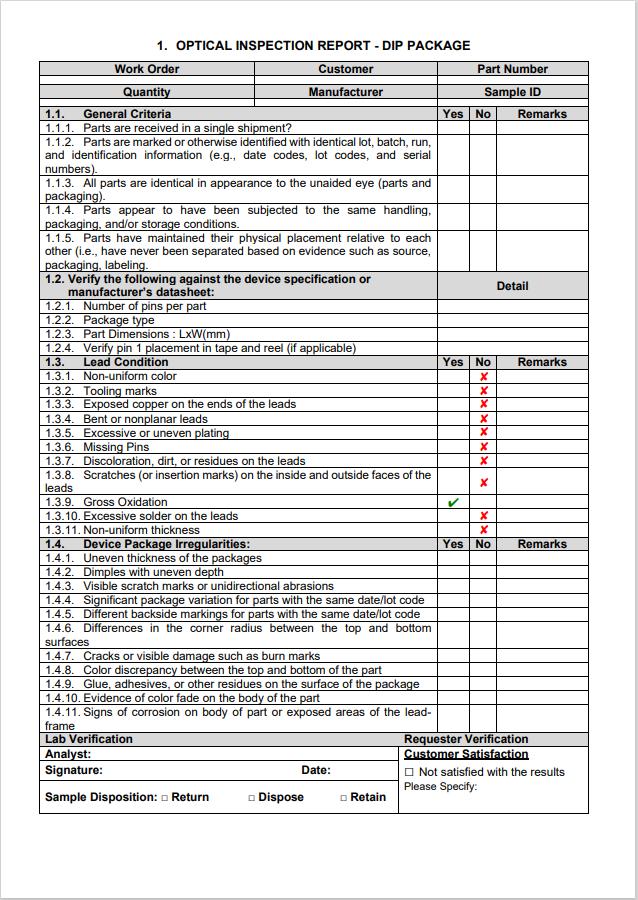 1. OPTICAL INSPECTION REPORT - DIP PACKAGE
Work Order Customer Part Number
Quantity Manufacturer Sample ID
1.1. General Criteria Yes No Remarks
1.1.1. Parts are received in a single shipment?
1.1.2. Parts are marked or otherwise identified with identical lot, batch, run,
and identification information (e.g., date codes, lot codes, and serial
numbers).
1.1.3. All parts are identical in appearance to the unaided eye (parts and
packaging).
1.1.4. Parts appear to have been subjected to the same handling,
packaging, and/or storage conditions.
1.1.5. Parts have maintained their physical placement relative to each
other (i.e., have never been separated based on evidence such as source,
packaging, labeling.
1.2. Verify the following against the device specification or
manufacturer's datasheet:
Detail
1.2.1. Number of pins per part
1.2.2. Package type
1.2.3. Part Dimensions : LxW(mm)
1.2.4. Verify pin 1 placement in tape and reel (if applicable)
1.3. Lead Condition Yes No Remarks
1.3.1. Non-uniform color ✘
1.3.2. Tooling marks ✘
1.3.3. Exposed copper on the ends of the leads ✘
1.3.4. Bent or nonplanar leads ✘
1.3.5. Excessive or uneven plating ✘
1.3.6. Missing Pins ✘
1.3.7. Discoloration, dirt, or residues on the leads ✘
1.3.8. Scratches (or insertion marks) on the inside and outside faces of the
leads ✘
1.3.9. Gross Oxidation ✔
1.3.10. Excessive solder on the leads ✘
1.3.11. Non-uniform thickness ✘
1.4. Device Package Irregularities: Yes No Remarks
1.4.1. Uneven thickness of the packages
1.4.2. Dimples with uneven depth
1.4.3. Visible scratch marks or unidirectional abrasions
1.4.4. Significant package variation for parts with the same date/lot code
1.4.5. Different backside markings for parts with the same date/lot code
1.4.6. Differences in the corner radius between the top and bottom
surfaces
1.4.7. Cracks or visible damage such as burn marks
1.4.8. Color discrepancy between the top and bottom of the part
1.4.9. Glue, adhesives, or other residues on the surface of the package
1.4.10. Evidence of color fade on the body of the part
1.4.11. Signs of corrosion on body of part or exposed areas of the lead-
frame
Lab Verification Requester Verification
Analyst:
Signature: Date:
Sample Disposition: ☐ Return ☐ Dispose ☐ Retain
Customer Satisfaction
☐ Not satisfied with the results
Please Specify: